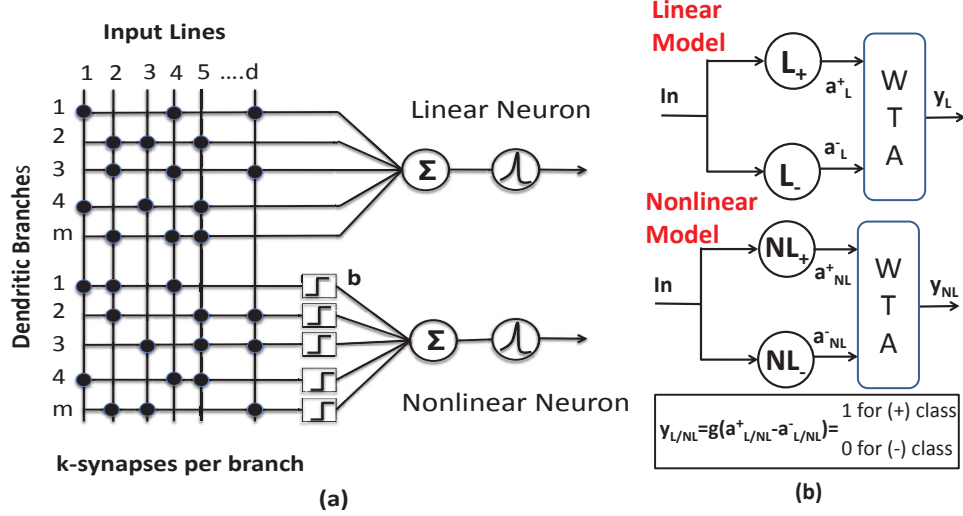 Input Lines
1 2 3 4 5 ....d
Dendritic Branches
1
2
3
4
m
Linear Neuron
Σ
1
2
3
4
m
b
Σ
Nonlinear Neuron
k-synapses per branch
(a)
Linear
Model
In
L+
a+L
L-
a-L
WTA
yL
Nonlinear
Model
In
NL+
a+NL
NL-
a-NL
WTA
yNL
yL/NL=g(a+L/NL-a-L/NL)=
1 for (+) class
0 for (-) class
(b)